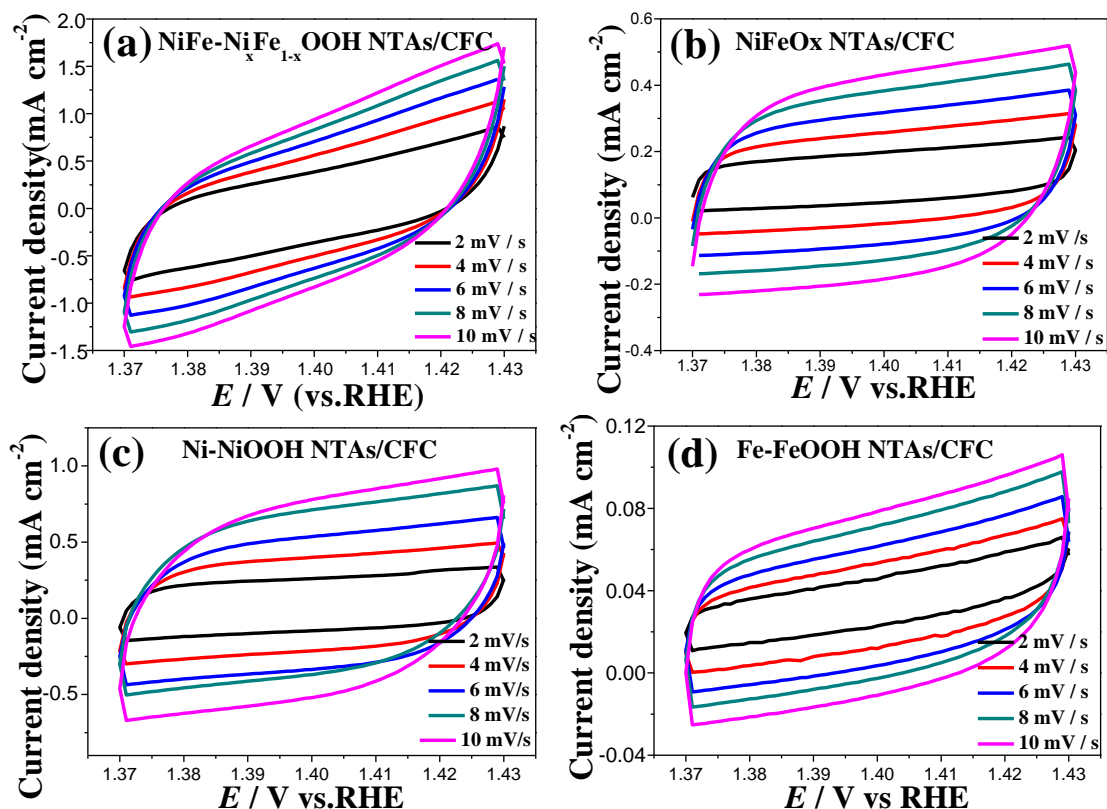 (a) NiFe-NixFe1-xOOH NTAs/CFC
Current density(mA cm-2)
2.0
1.5
1.0
0.5
0.0
-0.5
-1.0
-1.5
2 mV / s
4 mV / s
6 mV / s
8 mV / s
10 mV / s
1.37 1.38 1.39 1.40 1.41 1.42 1.43
E / V (vs.RHE)
(b) NiFeOx NTAs/CFC
Current density (mA cm-2)
0.6
0.4
0.2
0.0
-0.2
-0.4
2 mV /s
4 mV / s
6 mV / s
8 mV / s
10 mV / s
1.37 1.38 1.39 1.40 1.41 1.42 1.43
E / V vs.RHE
(c) Ni-NiOOH NTAs/CFC
Current density (mA cm-2)
1.0
0.5
0.0
-0.5
2 mV/s
4 mV/s
6 mV/s
8 mV/s
10 mV/s
1.37 1.38 1.39 1.40 1.41 1.42 1.43
E / V vs.RHE
(d) Fe-FeOOH NTAs/CFC
Current density (mA cm-2)
0.12
0.08
0.04
0.00
-0.04
2 mV / s
4 mV / s
6 mV / s
8 mV / s
10 mV / s
1.37 1.38 1.39 1.40 1.41 1.42 1.43
E / V vs RHE